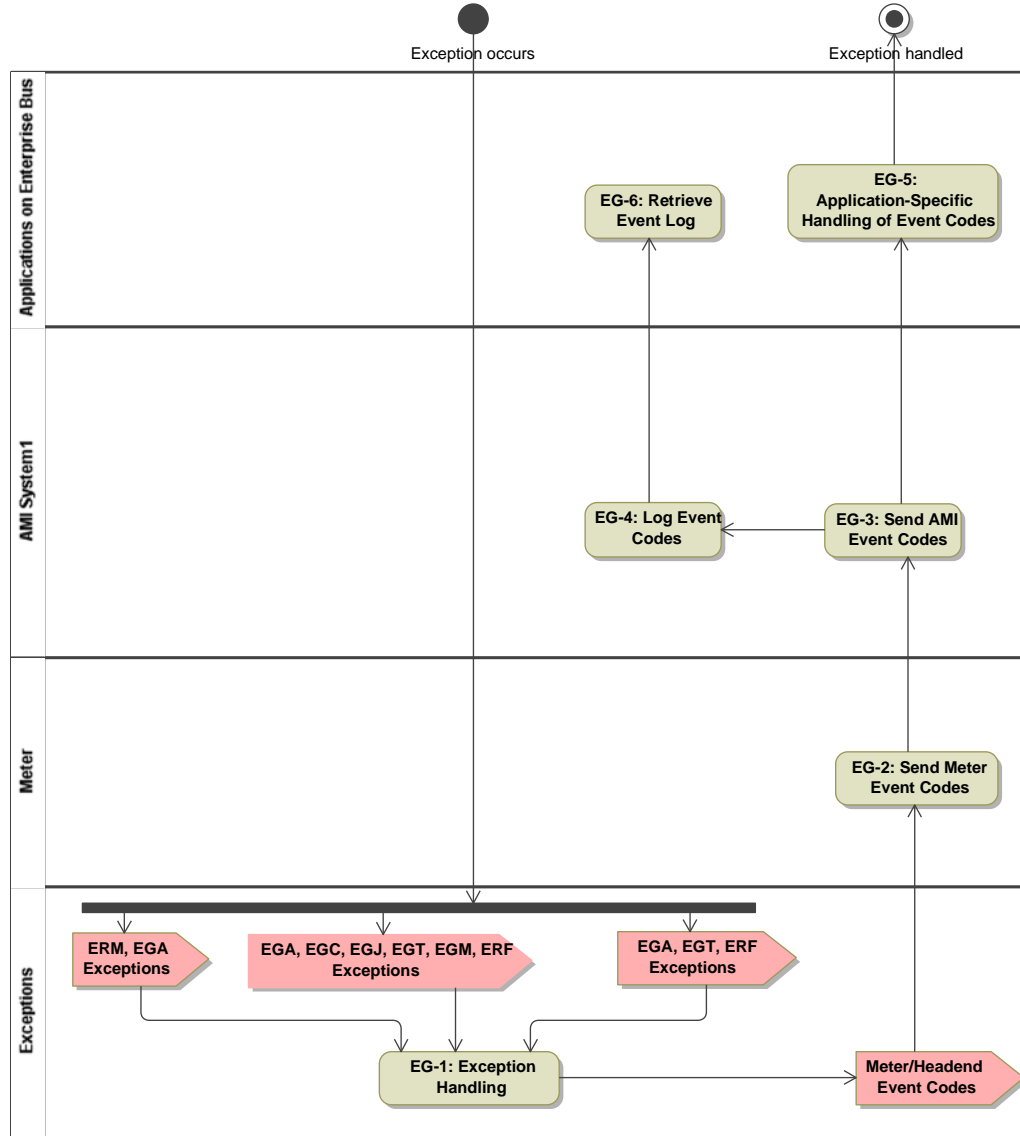 Exception occurs
Exception handled
Applications on Enterprise Bus
EG-5:
Application-Specific
Handling of Event Codes
EG-6: Retrieve
Event Log
AMI System1
EG-4: Log Event
Codes
EG-3: Send AMI
Event Codes
Meter
EG-2: Send Meter
Event Codes
Exceptions
ERM, EGA
Exceptions
EGA, EGC, EGJ, EGT, EGM, ERF
Exceptions
EGA, EGT, ERF
Exceptions
EG-1: Exception
Handling
Meter/Headend
Event Codes